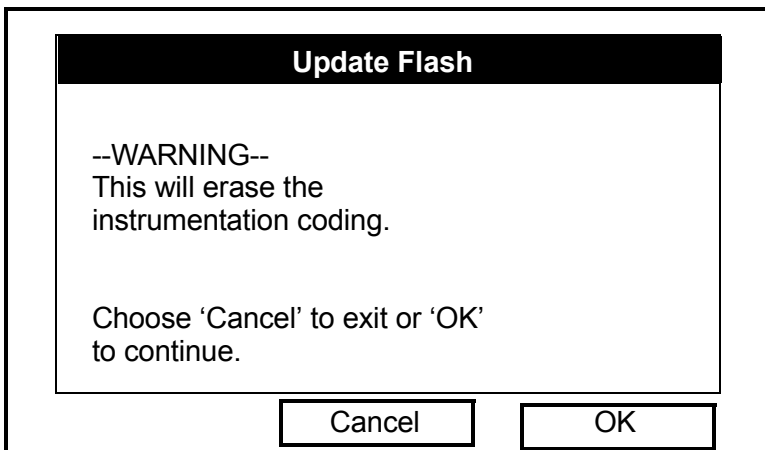 Update Flash
--WARNING--
This will erase the
instrumentation coding.
Choose ‘Cancel’ to exit or ‘OK’
to continue.
Cancel OK